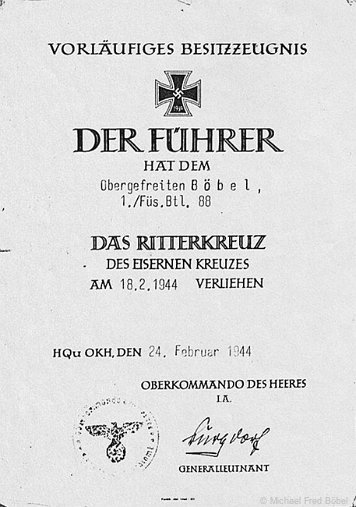 VORLÄUFIGES BESITZZEUGNIS
DER FÜHRER
HAT DEM
Obergefreiten Böbel,
1./Füs.Btl. 88
DAS RITTERKREUZ
DES EISERNEN KREUZES
AM 18.2.1944 VERLIEHEN
HQu OKH, DEN 24. Februar 1944
OBERKOMMANDO DES HEERES
I.A.
Burgdorf
GENERALLEUTNANT
© Michael Fred Böbel